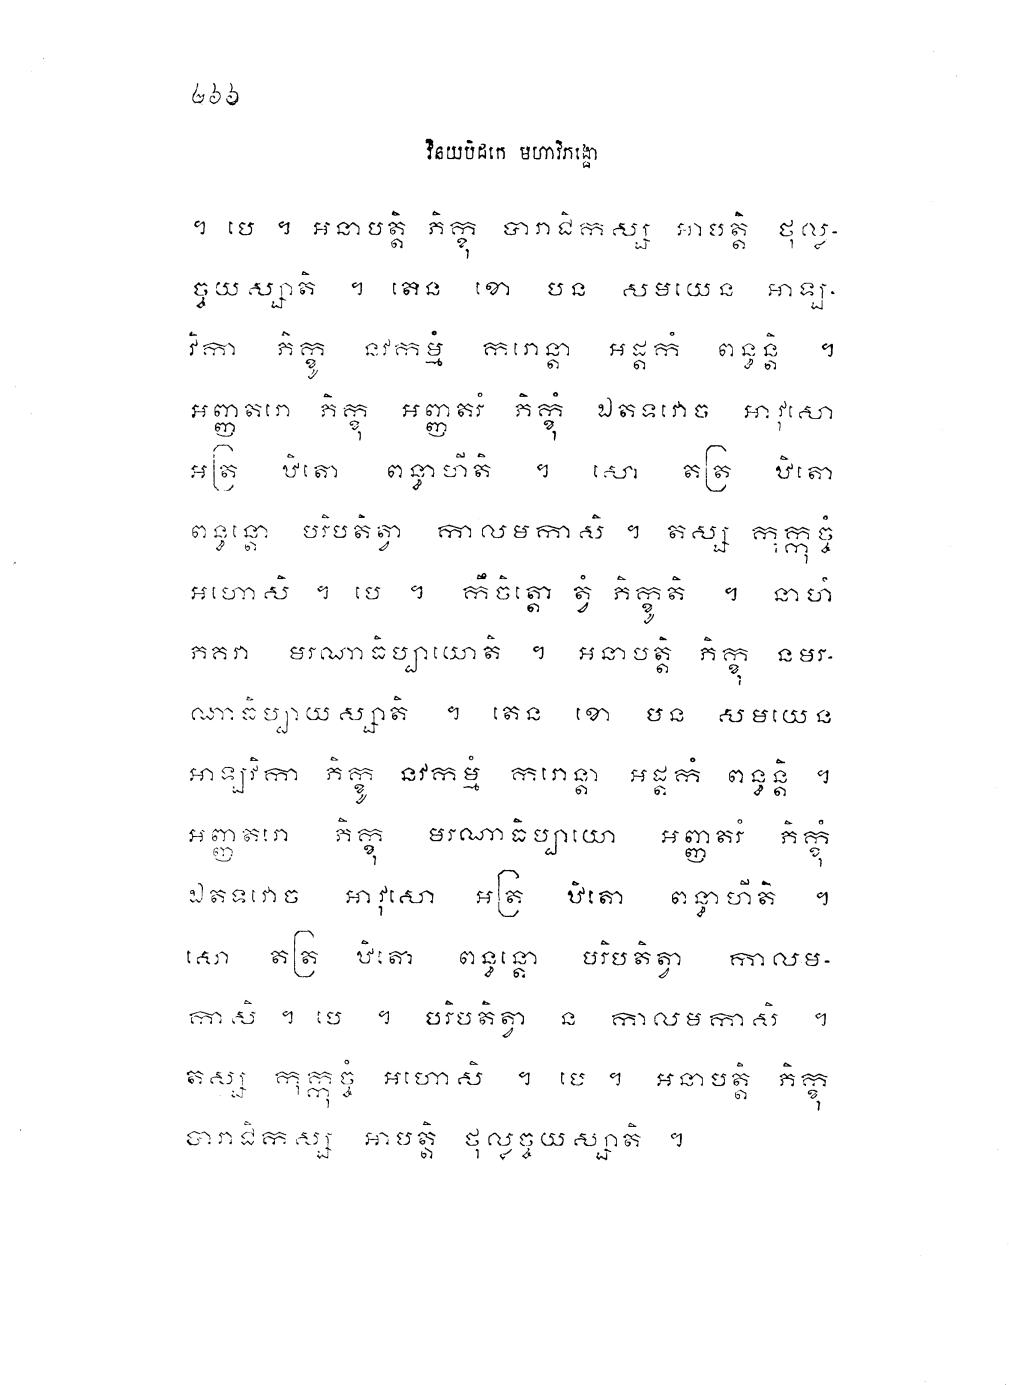 ៤៦៦
វិនយបិដកេ មហាវិភង្គោ
។ បេ ។ អនាបត្តិ ភិក្ខុ បារាជិកស្ស អាបត្តិ ថុល្ល-
ច្ចយស្សាតិ ។ តេន ខោ បន សមយេន អាឡ្យ-
វិកា ភិក្ខូ នវកម្មំ ករោន្តា អដ្ដកំ ពន្ធន្តិ ។
អញ្ញតរោ ភិក្ខុ អញ្ញតរំ ភិក្ខុំ ឯតទវោច អាវុសោ
អត្រ ឋិតោ ពន្ធាហីតិ ។ សោ តត្រ ឋិតោ
ពន្ធន្តោ បរិបតិត្វា កាលមកាសិ ។ តស្ស កុក្កុច្ចំ
អហោសិ ។ បេ ។ កឹចិត្តោ ត្វំ ភិក្ខូតិ ។ នាហំ
ភគវា មរណាធិប្បាយោតិ ។ អនាបត្តិ ភិក្ខុ នមរ-
ណាធិប្បាយស្សាតិ ។ តេន ខោ បន សមយេន
អាឡ្យវិកា ភិក្ខូ នវកម្មំ ករោន្តា អដ្ដកំ ពន្ធន្តិ ។
អញ្ញតរោ ភិក្ខុ មរណាធិប្បាយោ អញ្ញតរំ ភិក្ខុំ
ឯតទវោច អាវុសោ អត្រ ឋិតោ ពន្ធាហីតិ ។
សោ តត្រ ឋិតោ ពន្ធន្តោ បរិបតិត្វា កាលម-
កាសិ ។ បេ ។ បរិបតិត្វា ន កាលមកាសិ ។
តស្ស កុក្កុច្ចំ អហោសិ ។ បេ ។ អនាបត្តិ ភិក្ខុ
បារាជិកស្ស អាបត្តិ ថុល្លច្ចយស្សាតិ ។